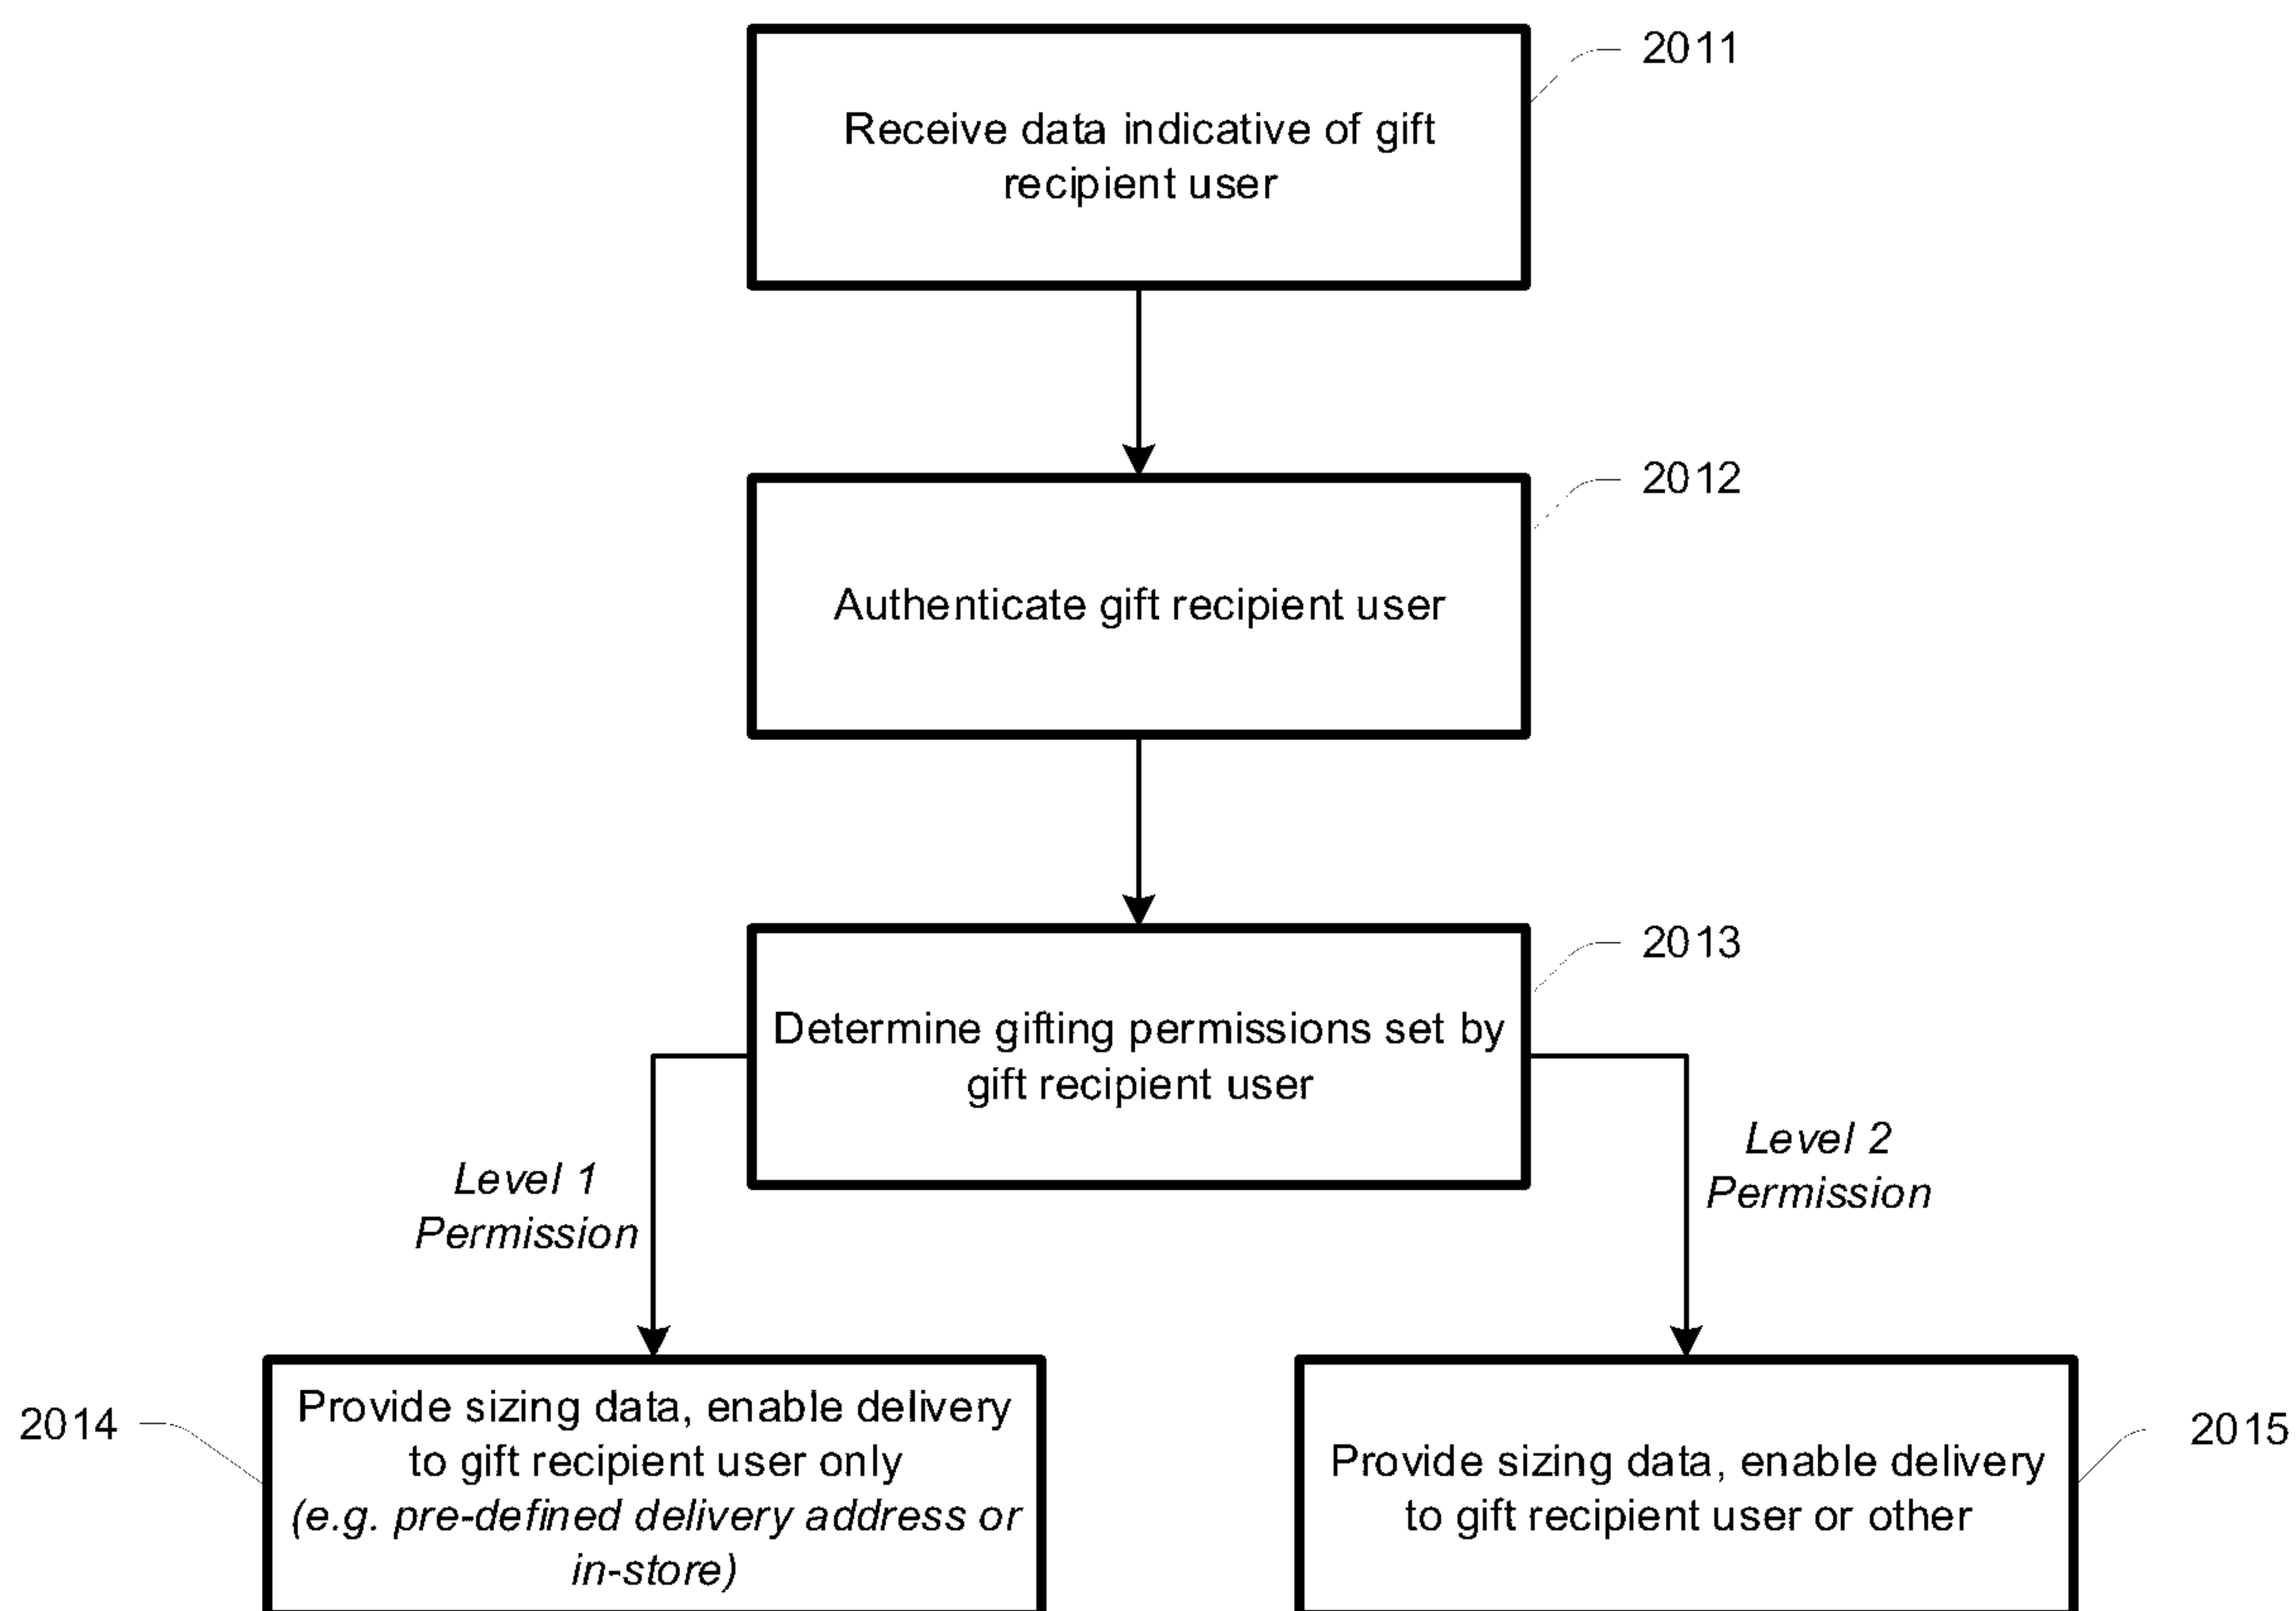 2011
Receive data indicative of gift
recipient user
2012
Authenticate gift recipient user
2013
Determine gifting permissions set by
gift recipient user
Level 1
Permission
Level 2
Permission
2014
Provide sizing data, enable delivery
to gift recipient user only
(e.g. pre-defined delivery address or
in-store)
2015
Provide sizing data, enable delivery
to gift recipient user or other